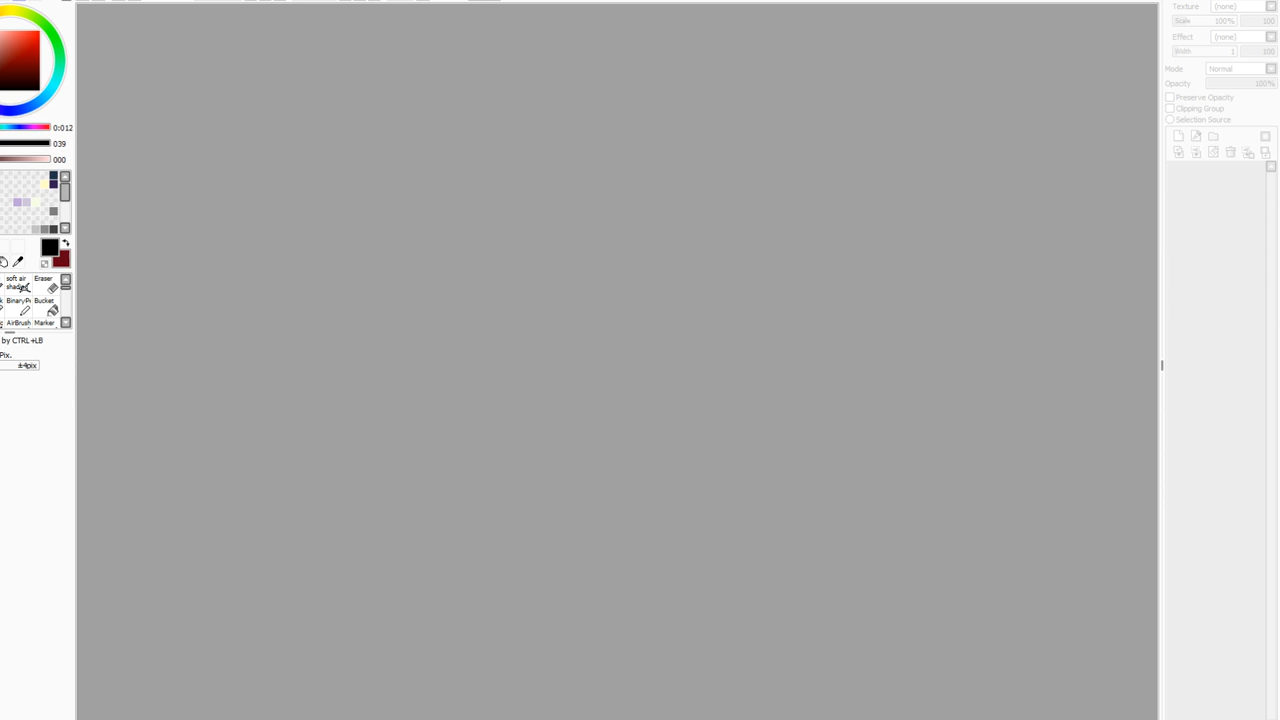 0:012
039
000
soft air
shade
Eraser
BinaryPe
Bucket
AirBrush
Marker
by CTRL+LB
Pix.
±4pix
Texture (none)
Scale 100% 100
Effect (none)
Width 1 100
Mode Normal
Opacity 100%
Preserve Opacity
Clipping Group
Selection Source